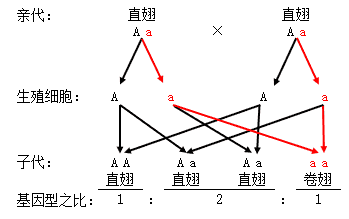 亲代： 直翅 直翅
A a × A a
生殖细胞： A a A a
子代： A A A a A a a a
直翅 直翅 直翅 卷翅
基因型之比： 1 : 2 : 1